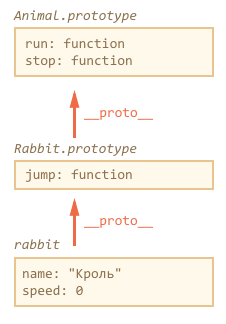 Animal.prototype
run: function
stop: function
__proto__
Rabbit.prototype
jump: function
__proto__
rabbit
name: "Кроль"
speed: 0